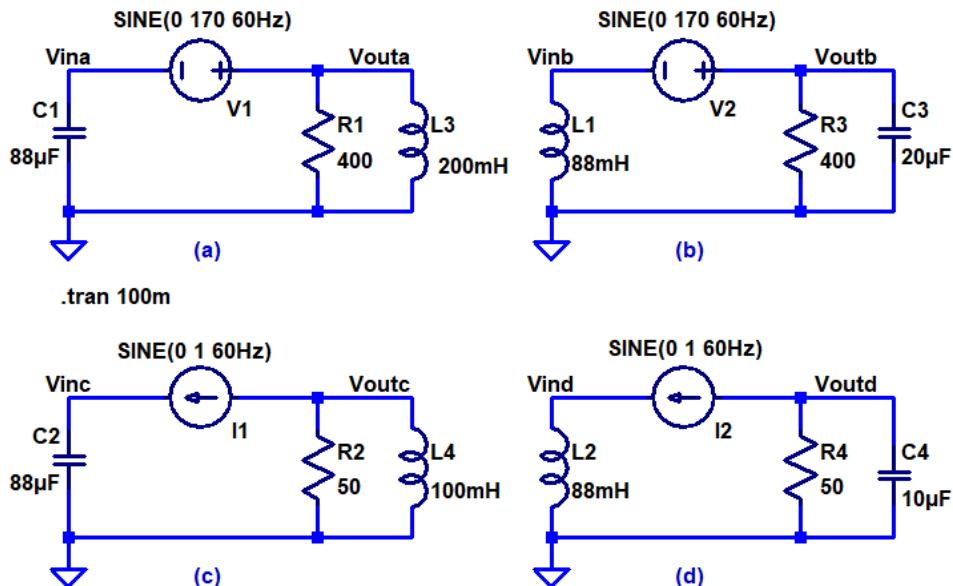 SINE(0 170 60Hz)
Vina
Vouta
C1
88µF
V1
R1
400
L3
200mH
(a)
SINE(0 170 60Hz)
Vinb
Voutb
L1
88mH
V2
R3
400
C3
20µF
(b)
.tran 100m
SINE(0 1 60Hz)
Vinc
Voutc
C2
88µF
I1
R2
50
L4
100mH
(c)
SINE(0 1 60Hz)
Vind
Voutd
L2
88mH
I2
R4
50
C4
10µF
(d)